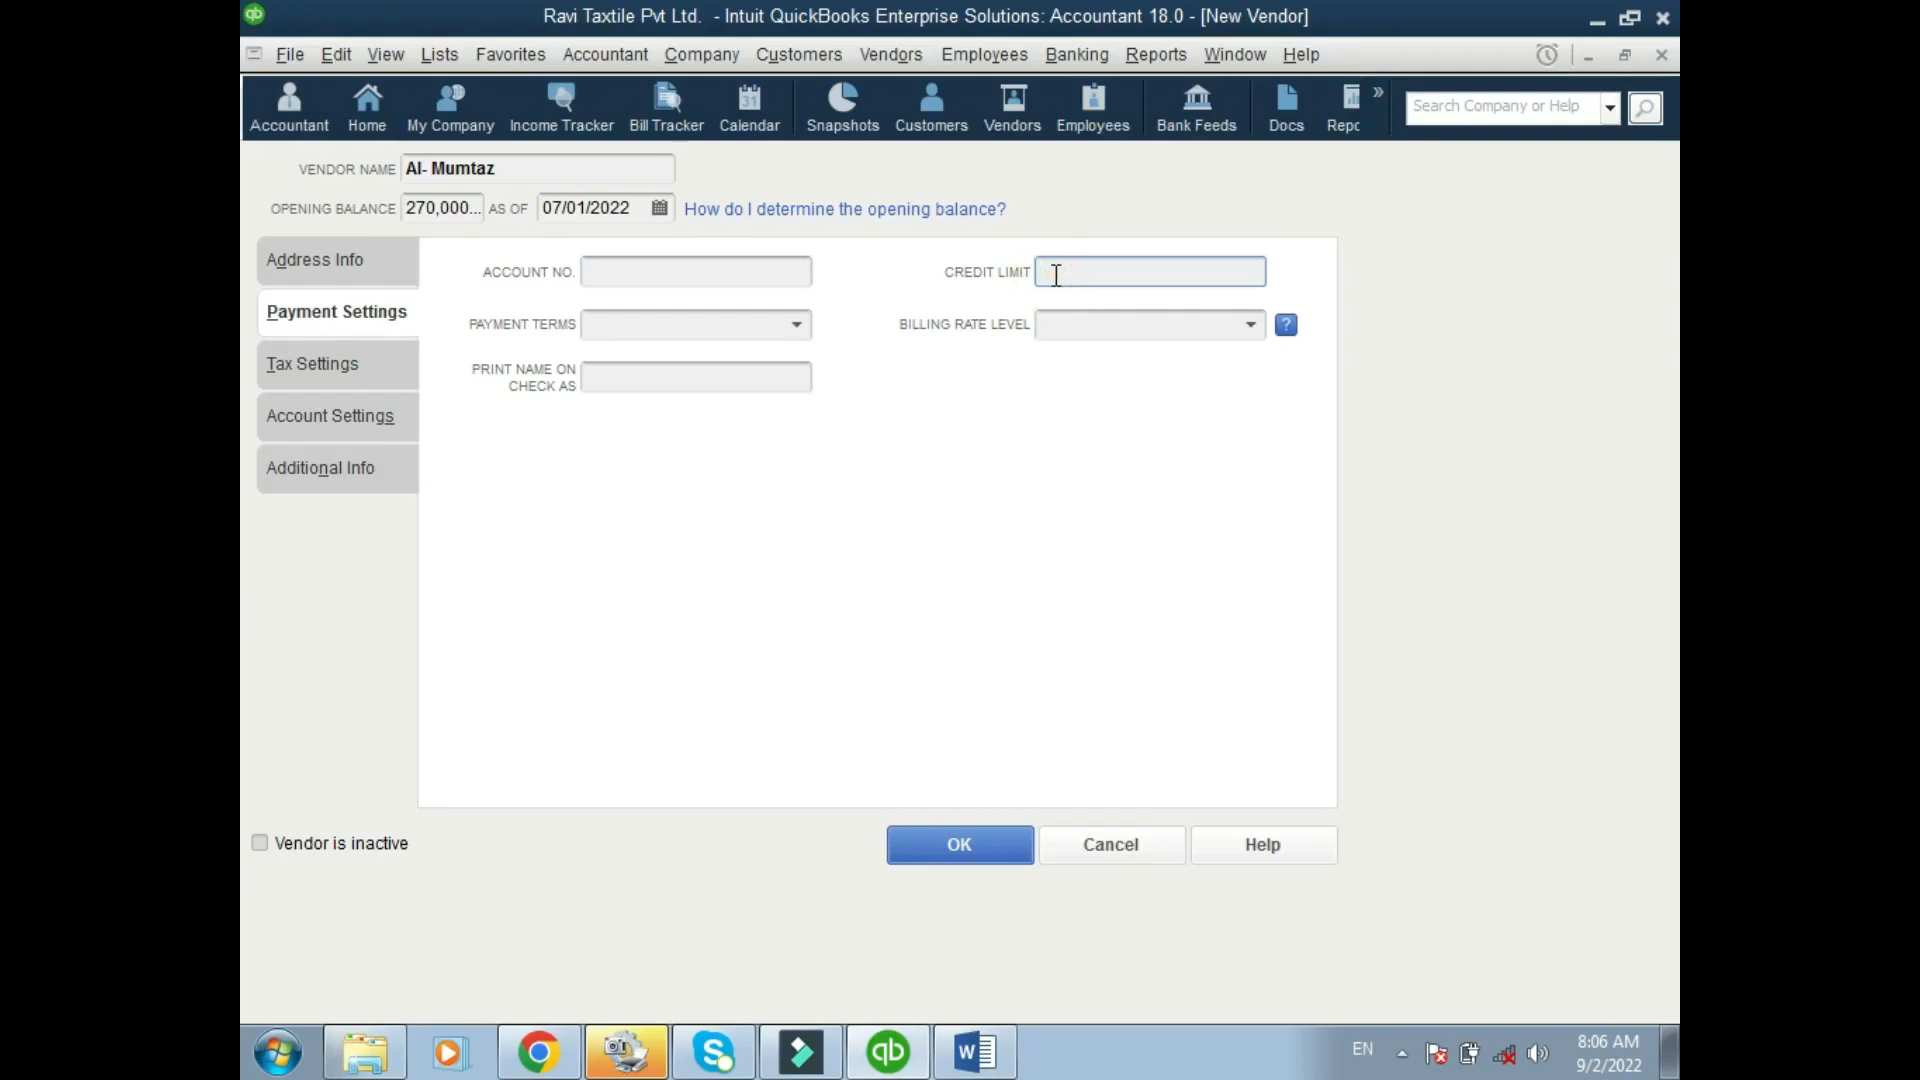 Ravi Taxtile Pvt Ltd. - Intuit QuickBooks Enterprise Solutions: Accountant 18.0 - [New Vendor]
File Edit View Lists Favorites Accountant Company Customers Vendors Employees Banking Reports Window Help
Accountant Home My Company Income Tracker Bill Tracker Calendar Snapshots Customers Vendors Employees Bank Feeds Docs Repc » Search Company or Help
VENDOR NAME Al- Mumtaz
OPENING BALANCE 270,000... AS OF 07/01/2022 How do I determine the opening balance?
Address Info
Payment Settings
Tax Settings
Account Settings
Additional Info
ACCOUNT NO. CREDIT LIMIT
PAYMENT TERMS BILLING RATE LEVEL ?
PRINT NAME ON
CHECK AS
Vendor is inactive
OK Cancel Help
EN
8:06 AM
9/2/2022